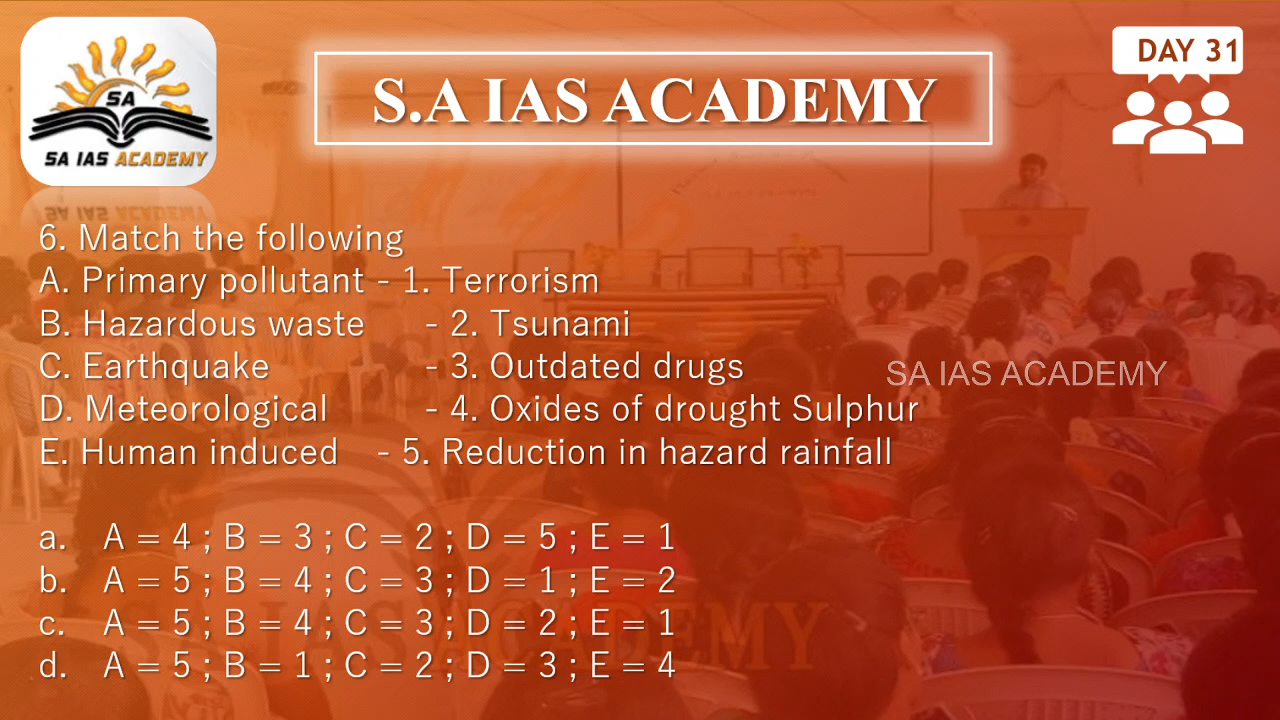 SA
SA IAS ACADEMY
S.A IAS ACADEMY
DAY 31
6. Match the following
A. Primary pollutant - 1. Terrorism
B. Hazardous waste - 2. Tsunami
C. Earthquake - 3. Outdated drugs
SA IAS ACADEMY
D. Meteorological - 4. Oxides of drought Sulphur
E. Human induced - 5. Reduction in hazard rainfall
a. A = 4 ; B = 3 ; C = 2 ; D = 5 ; E = 1
b. A = 5 ; B = 4 ; C = 3 ; D = 1 ; E = 2
c. A = 5 ; B = 4 ; C = 3 ; D = 2 ; E = 1
SA IAS ACADEMY
d. A = 5 ; B = 1 ; C = 2 ; D = 3 ; E = 4